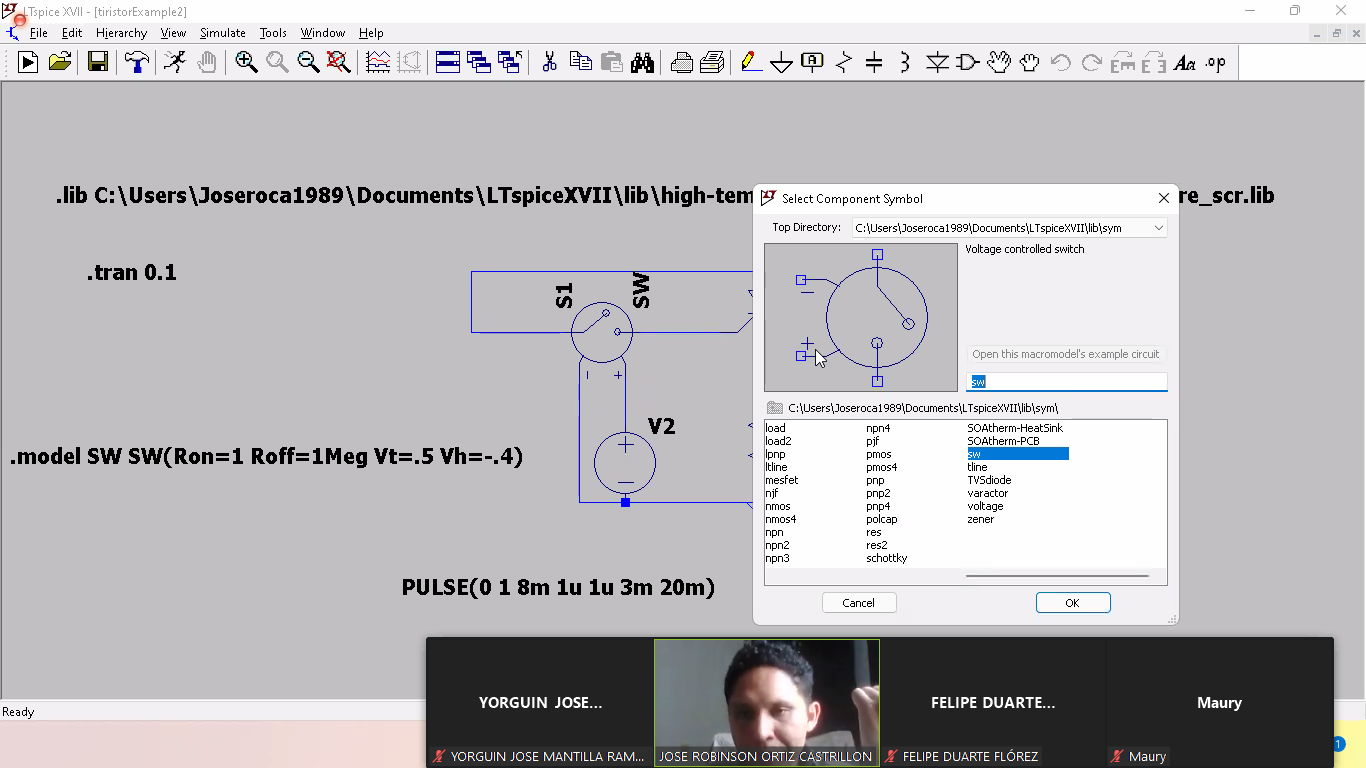 LTspice XVII - [tiristorExample2]
File Edit Hierarchy View Simulate Tools Window Help
A
Aa .op
.lib C:\Users\Joseroca1989\Documents\LTspiceXVII\lib\high-tem
re_scr.lib
.tran 0.1
S1
SW
V2
.model SW SW(Ron=1 Roff=1Meg Vt=.5 Vh=-.4)
PULSE(0 1 8m 1u 1u 3m 20m)
Select Component Symbol
Top Directory: C:\Users\Joseroca1989\Documents\LTspiceXVII\lib\sym
Voltage controlled switch
Open this macromodel's example circuit
sw
C:\Users\Joseroca1989\Documents\LTspiceXVII\lib\sym\
load npn4 SOAtherm-HeatSink
load2 pjf SOAtherm-PCB
lpnp pmos sw
ltline pmos4 tline
mesfet pnp TVSdiode
njf pnp2 varactor
nmos pnp4 voltage
nmos4 polcap zener
npn res
npn2 res2
npn3 schottky
Cancel OK
Ready
YORGUIN JOSE...
FELIPE DUARTE...
Maury
YORGUIN JOSE MANTILLA RAM...
JOSE ROBINSON ORTIZ CASTRILLON
FELIPE DUARTE FLÓREZ
Maury
1